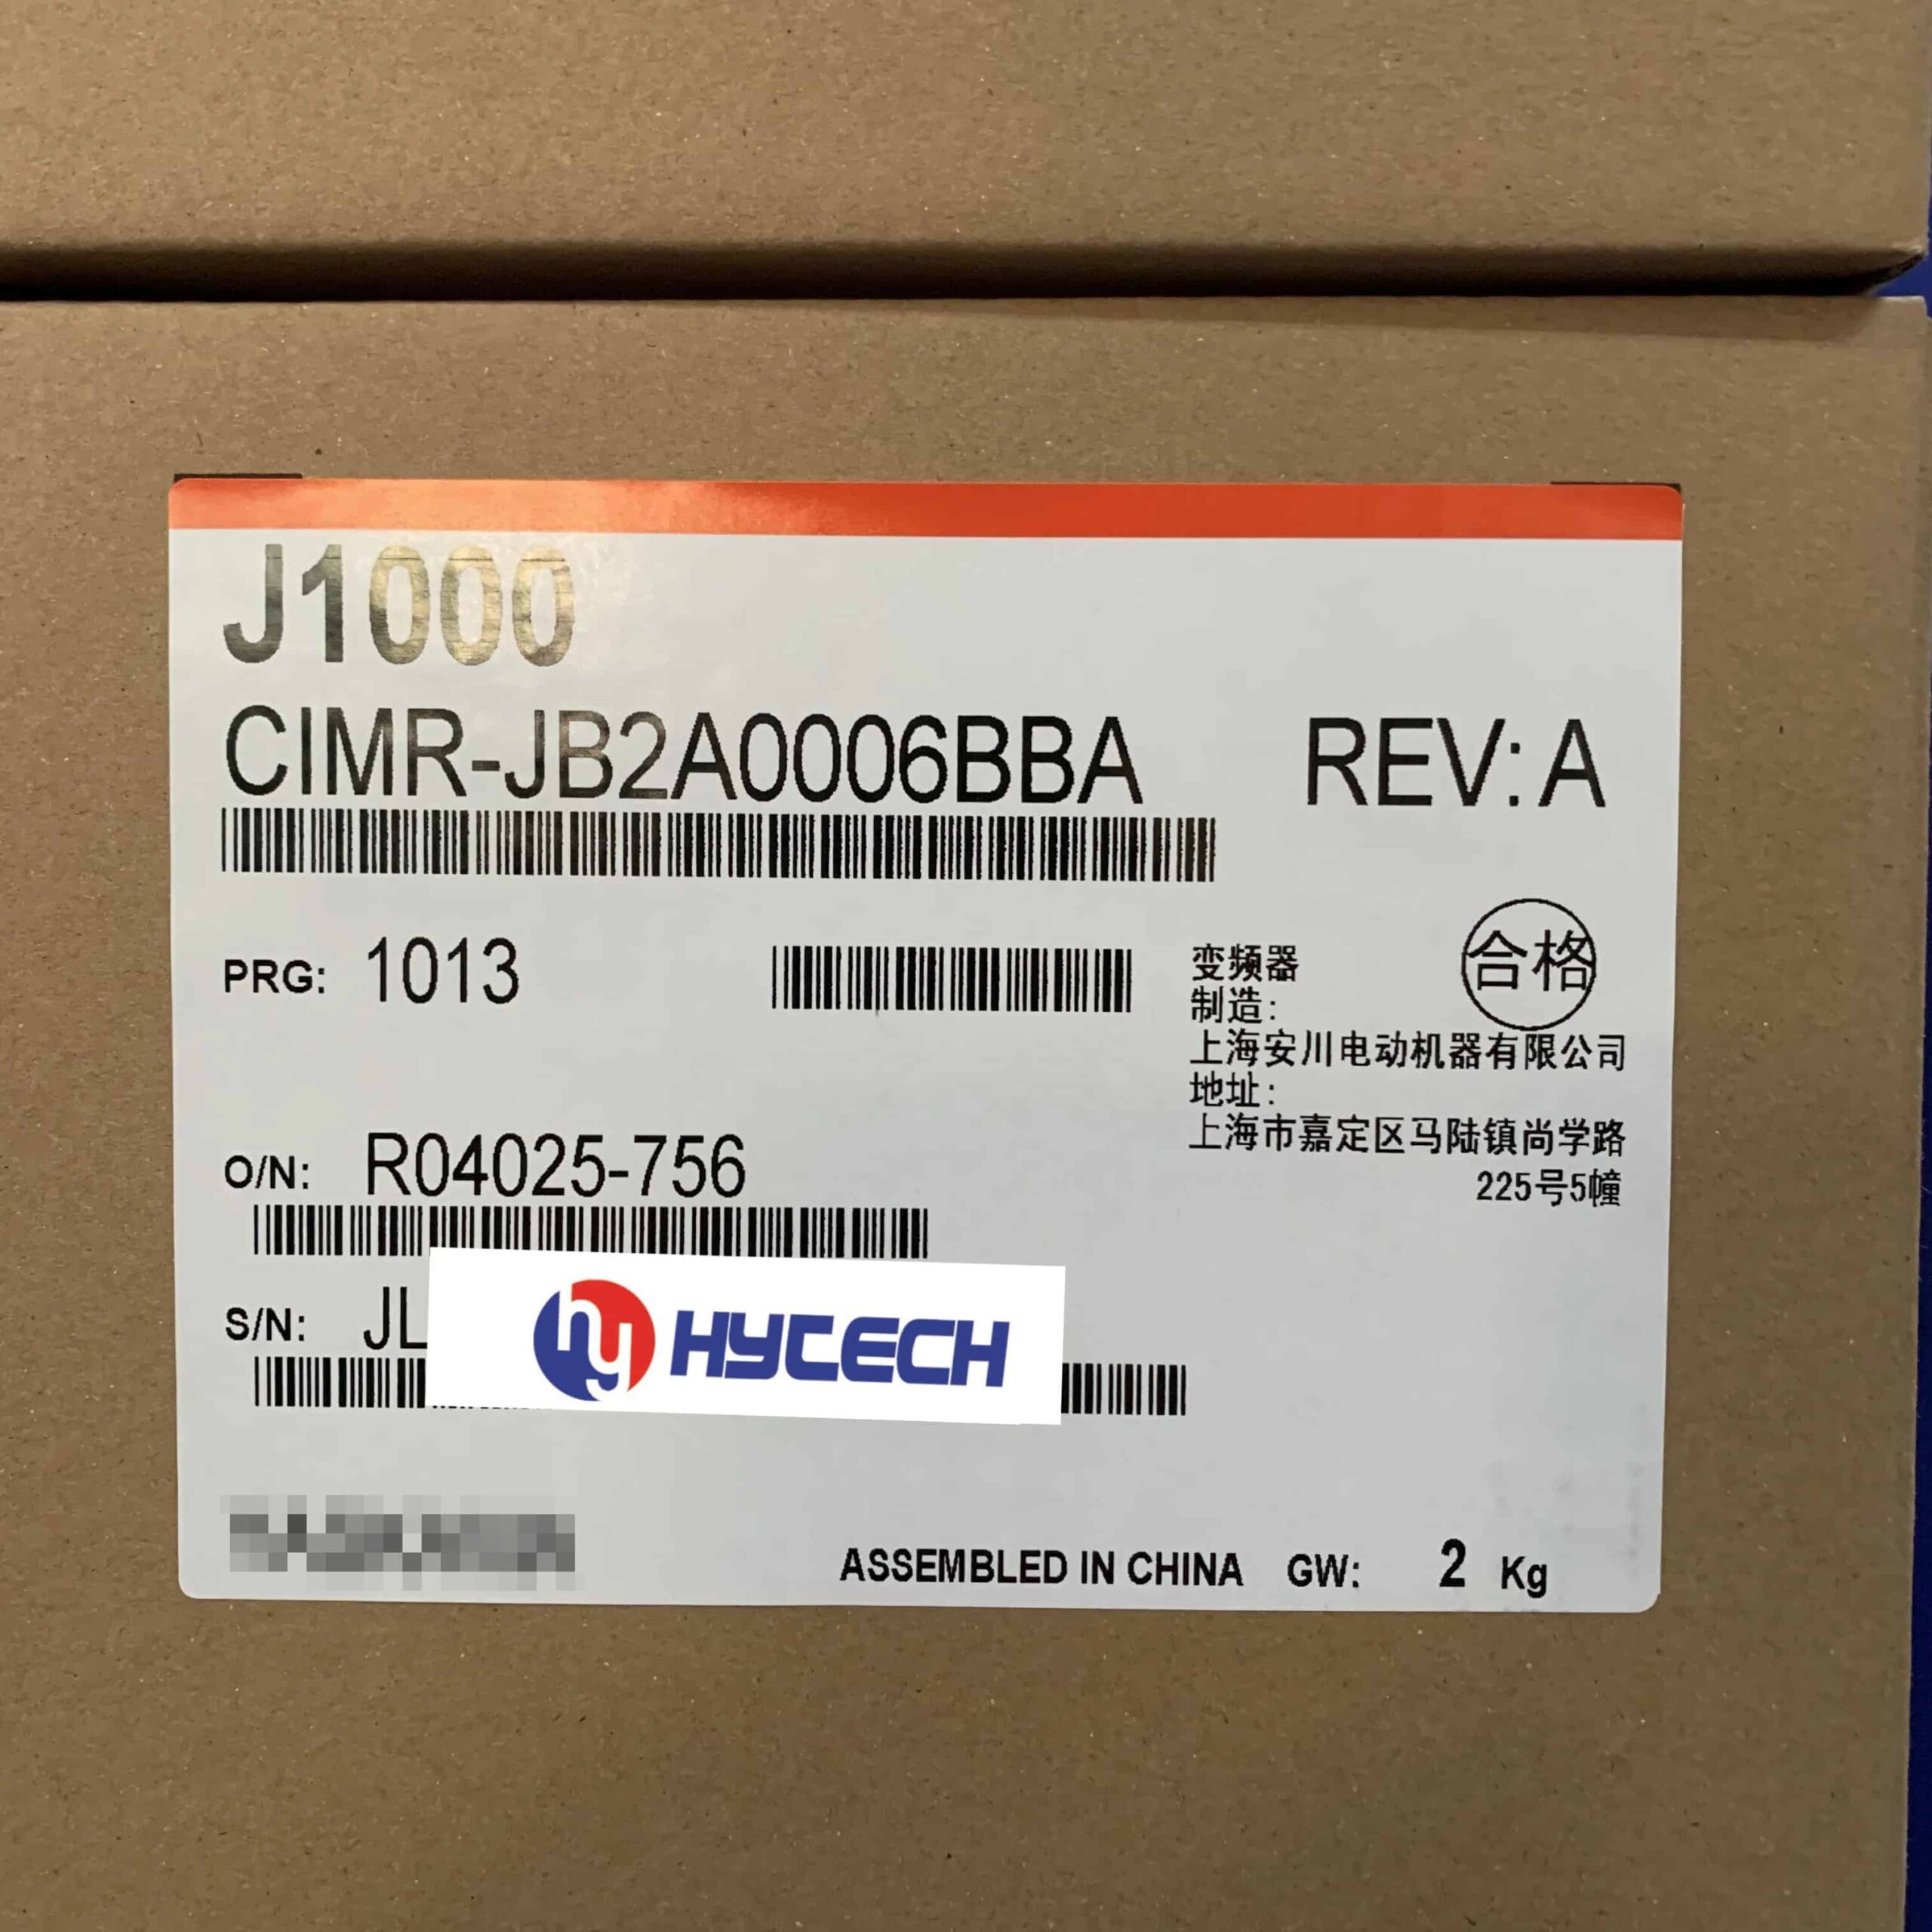 J1000
CIMR-JB2A0006BBA REV: A
PRG: 1013
变频器
合格
制造:
上海安川电动机器有限公司
地址:
上海市嘉定区马陆镇尚学路
225号5幢
O/N: R04025-756
S/N: JL
hy HYTECH
ASSEMBLED IN CHINA GW: 2 Kg